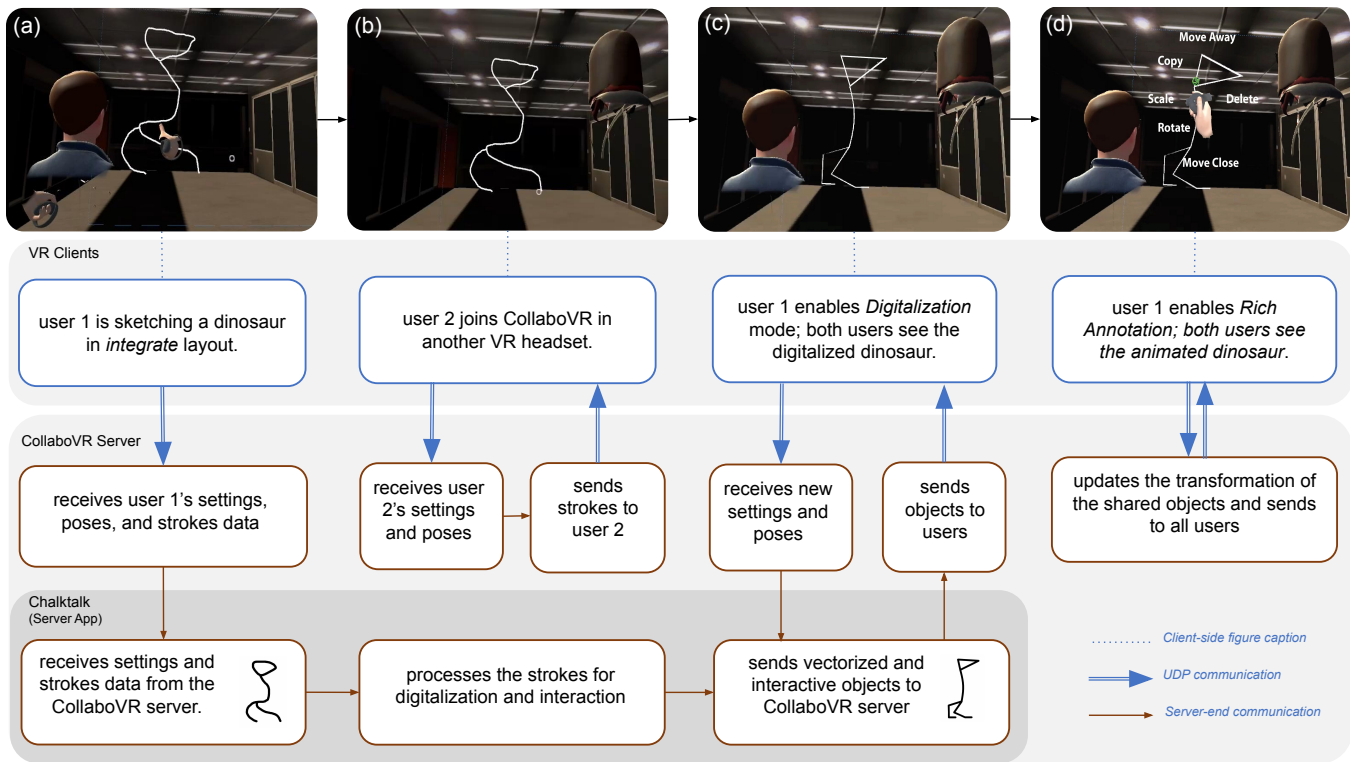 (a)
(b)
(c)
(d)
Move Away
Copy
Scale
Delete
Rotate
Move Close
VR Clients
user 1 is sketching a dinosaur
in integrate layout.
user 2 joins CollaboVR in
another VR headset.
user 1 enables Digitalization
mode; both users see the
digitalized dinosaur.
user 1 enables Rich
Annotation; both users see
the animated dinosaur.
CollaboVR Server
receives user 1's settings,
poses, and strokes data
receives user
2's settings
and poses
sends
strokes to
user 2
receives new
settings and
poses
sends
objects to
users
updates the transformation of
the shared objects and sends
to all users
Chalktalk
(Server App)
receives settings and
strokes data from the
CollaboVR server.
processes the strokes for
digitalization and interaction
sends vectorized and
interactive objects to
CollaboVR server
Client-side figure caption
UDP communication
Server-end communication